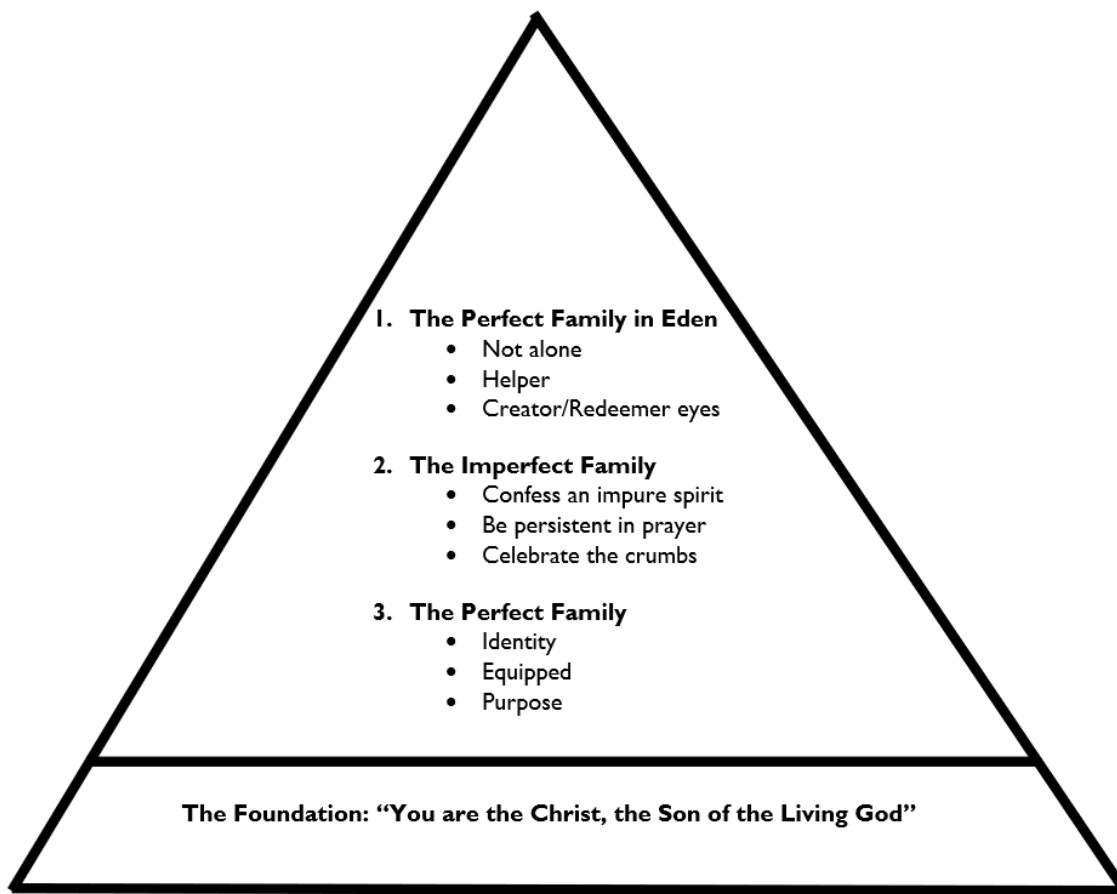 1. The Perfect Family in Eden
• Not alone
• Helper
• Creator/Redeemer eyes
2. The Imperfect Family
• Confess an impure spirit
• Be persistent in prayer
• Celebrate the crumbs
3. The Perfect Family
• Identity
• Equipped
• Purpose
The Foundation: “You are the Christ, the Son of the Living God”